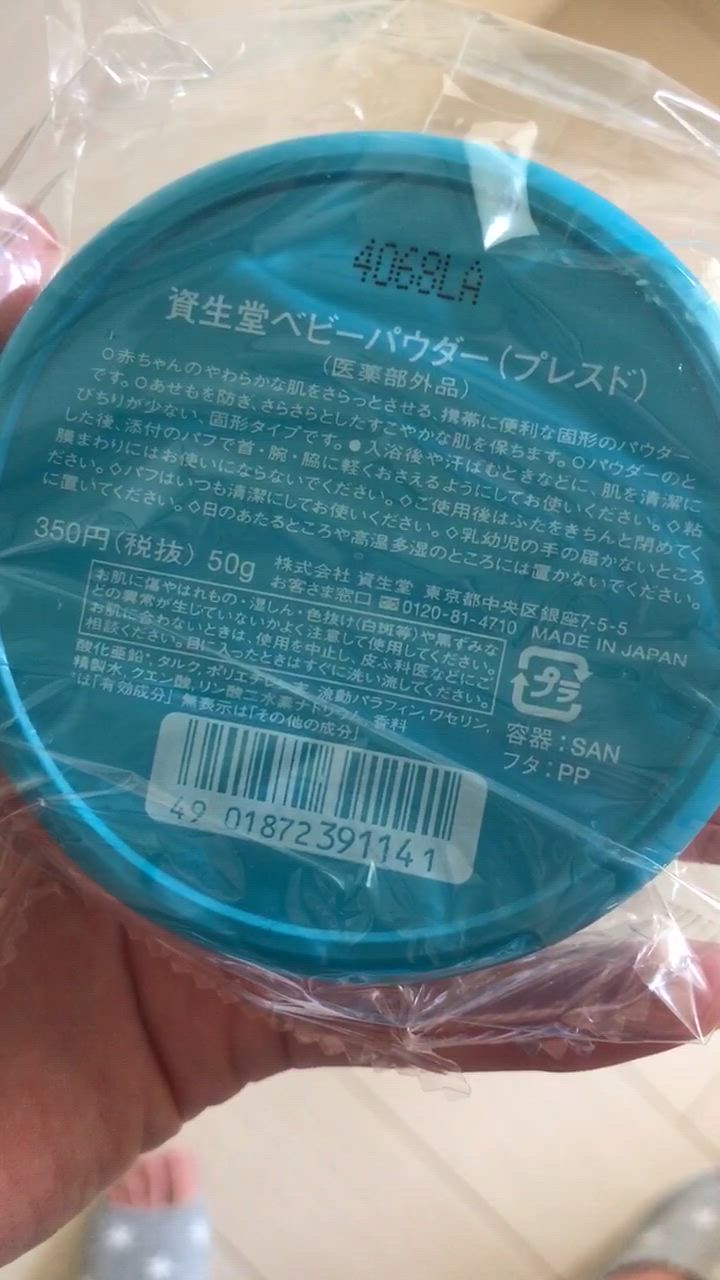 4068LA
資生堂ベビーパウダー(プレスド)
(医薬部外品)
○赤ちゃんのやわらかな肌をさらっとさせる、携帯に便利な固形のパウダー
です。○あせもを防ぎ、さらさらとしたすこやかな肌を保ちます。○パウダーのと
びちりが少ない、固形タイプです。●入浴後や汗ばむときなどに、肌を清潔に
した後、添付のパフで首・腕・脇に軽くおさえるようにしてお使いください。◇粘
膜まわりにはお使いにならないでください。◇ご使用後はふたをきちんと閉めてく
ださい。◇パフはいつも清潔にしてお使いください。◇乳幼児の手の届かないところ
に置いてください。◇日のあたるところや高温多湿のところには置かないでください。
350円(税抜) 50g 株式会社 資生堂 東京都中央区銀座7-5-5
お客さま窓口 0120-81-4710 MADE IN JAPAN
お肌に傷やはれもの・湿しん・色抜け(白斑等)や黒ずみな
どの異常が生じていないかよく注意して使用してください。
お肌に合わないときは、使用を中止し、皮ふ科医などにご
相談ください。目に入ったときはすぐに洗い流してください。
酸化亜鉛*、タルク、ポリエチレン末、流動パラフィン、ワセリン、
精製水、クエン酸、リン酸二水素ナトリウム、香料
*は「有効成分」無表示は「その他の成分」
プラ
容器:SAN
フタ:PP
49 01872391141